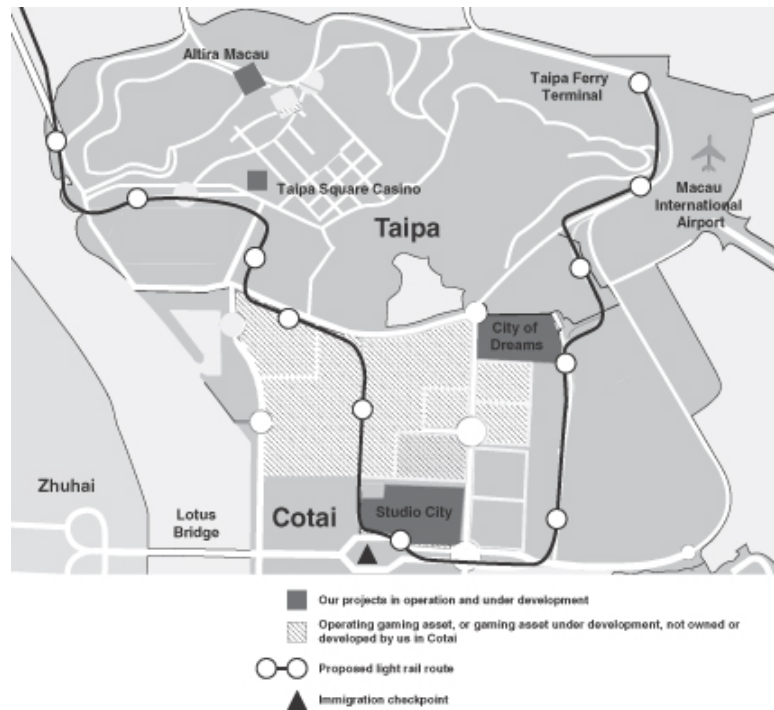 Altira Macau
Taipa Ferry
Terminal
Taipa Square Casino
Macau
International
Airport
Taipa
City of
Dreams
Zhuhai
Lotus
Bridge
Cotai
Studio City
Our projects in operation and under development
Operating gaming asset, or gaming asset under development, not owned or
developed by us in Cotai
Proposed light rail route
Immigration checkpoint